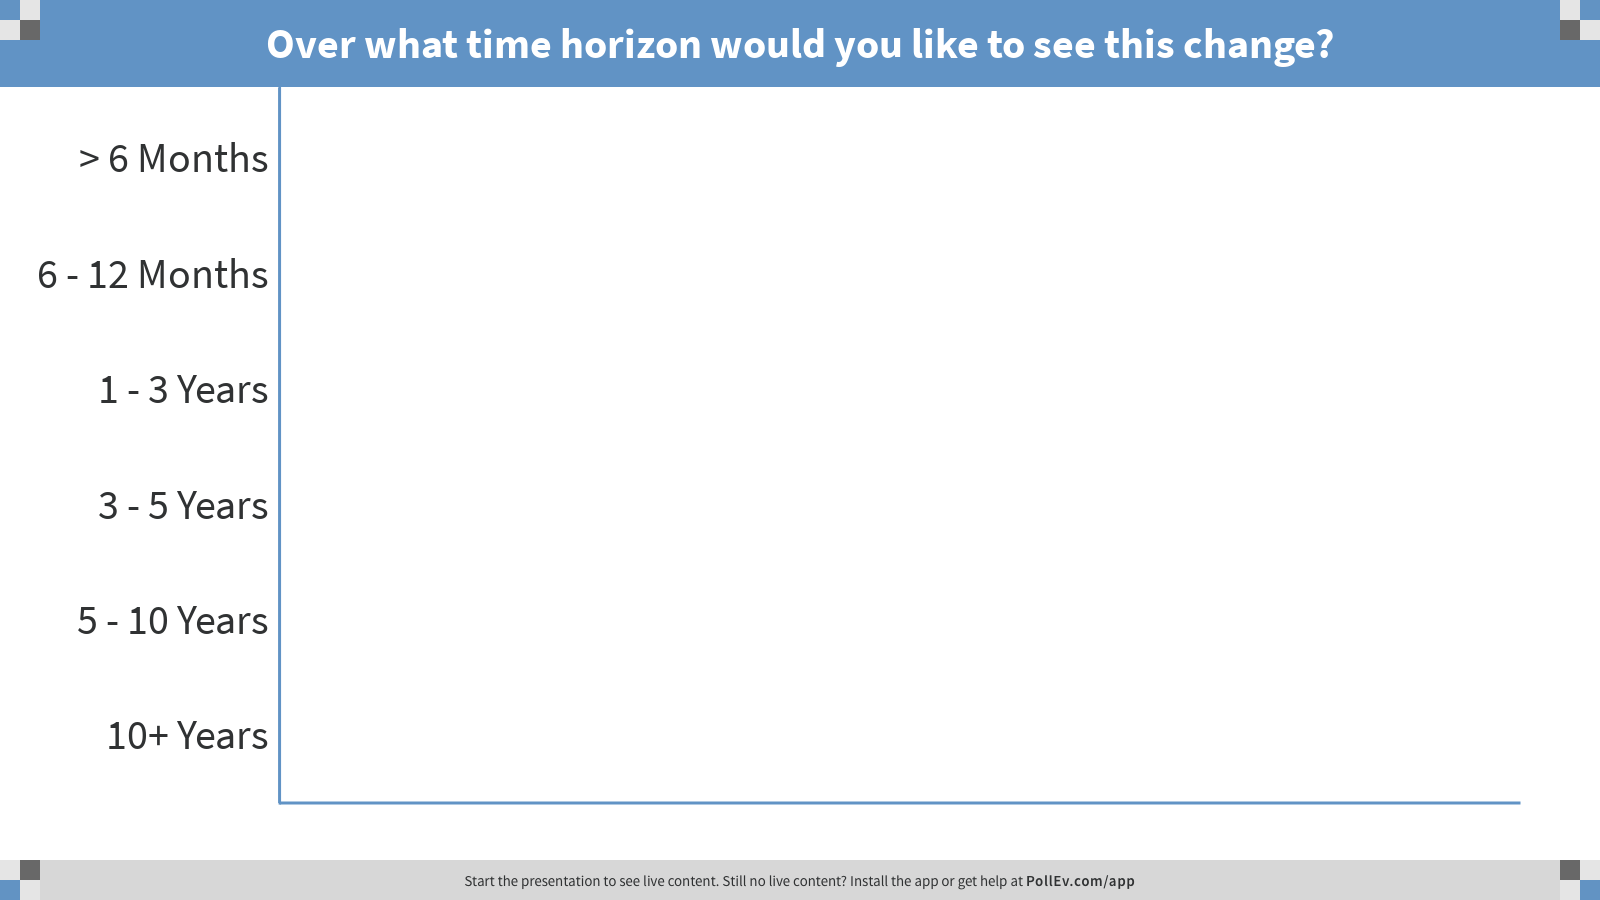 Over what time horizon would you like to see this change?
> 6 Months
6 - 12 Months
1 - 3 Years
3 - 5 Years
5 - 10 Years
10+ Years
Start the presentation to see live content. Still no live content? Install the app or get help at PollEv.com/app